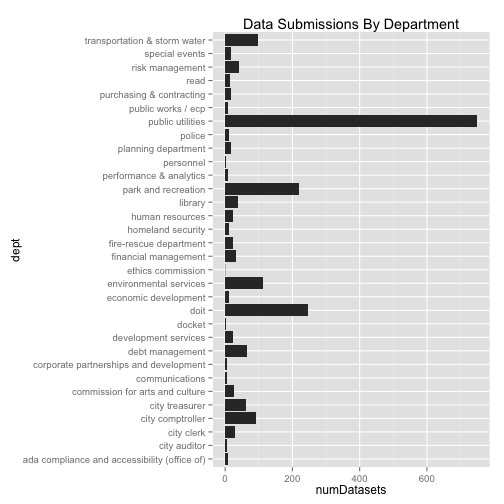 Data Submissions By Department
transportation & storm water
special events
risk management
read
purchasing & contracting
public works / ecp
public utilities
police
planning department
personnel
performance & analytics
park and recreation
library
human resources
homeland security
fire-rescue department
financial management
ethics commission
environmental services
economic development
doit
docket
development services
debt management
corporate partnerships and development
communications
commission for arts and culture
city treasurer
city comptroller
city clerk
city auditor
ada compliance and accessibility (office of)
dept
0 200 400 600
numDatasets